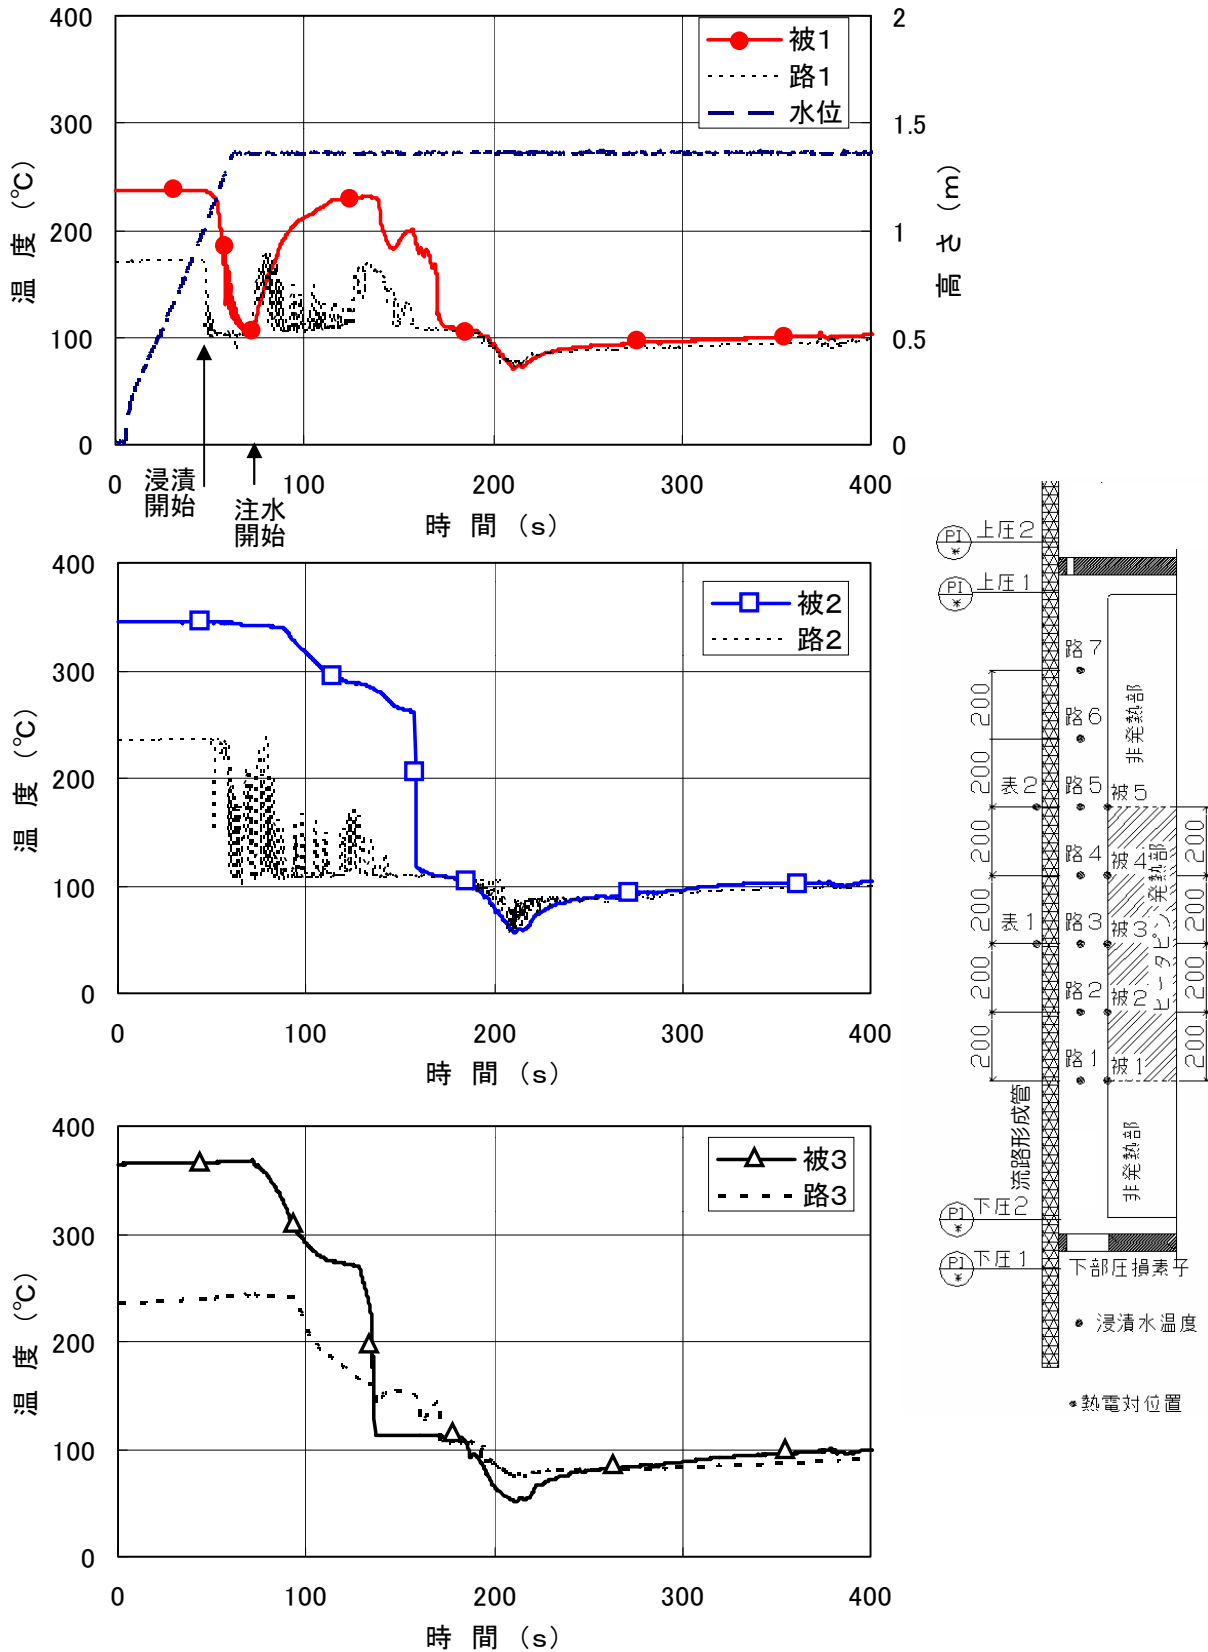 400
300
200
100
0
温 度 (℃)
2
1.5
1
0.5
0
高 さ (m)
被1
路1
水位
0
100
200
300
400
浸漬
開始
注水
開始
時 間 (s)
400
300
200
100
0
温 度 (℃)
被2
路2
0
100
200
300
400
時 間 (s)
400
300
200
100
0
温 度 (℃)
被3
路3
0
100
200
300
400
時 間 (s)
PI
※
上圧2
PI
※
上圧1
路7
200
路6
非発熱部
200
表2
路5
被5
200
路4
被4
200
200
表1
路3
被3
200
ヒータピン発熱部
200
路2
被2
200
200
路1
被1
200
流路形成管
非発熱部
PI
※
下圧2
PI
※
下圧1
下部圧損素子
浸漬水温度
熱電対位置